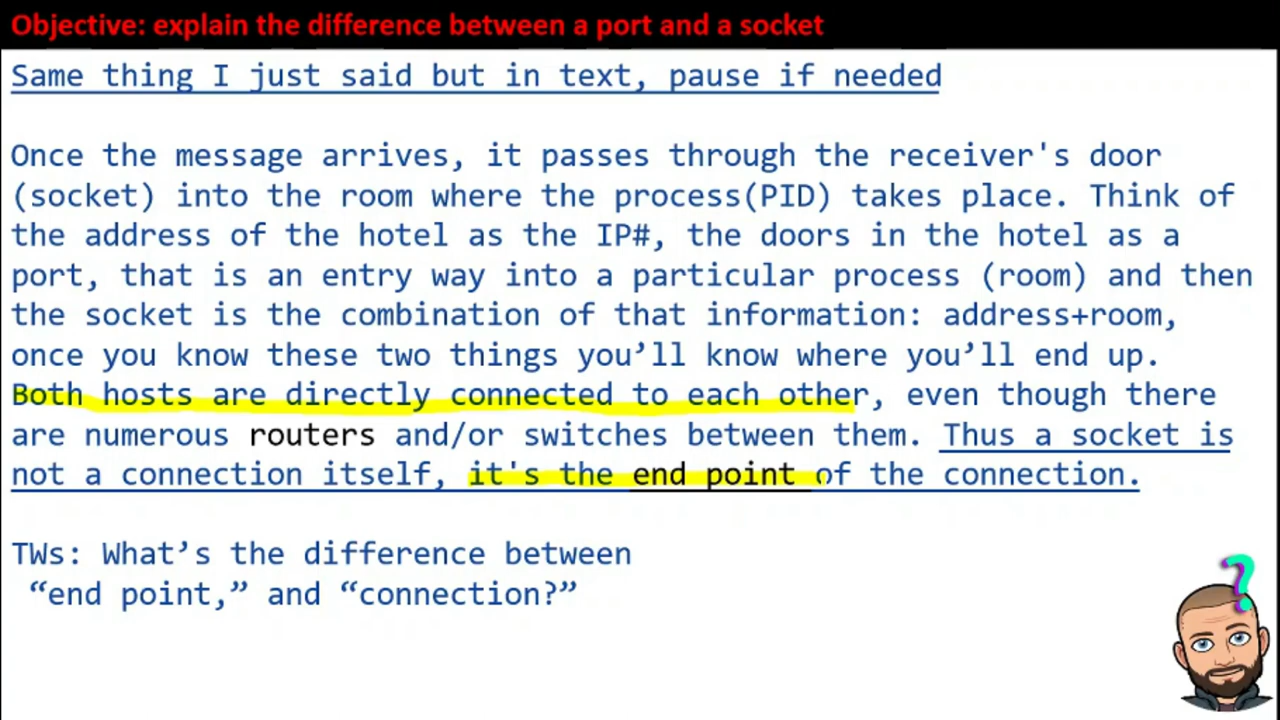 Objective: explain the difference between a port and a socket
Same thing I just said but in text, pause if needed
Once the message arrives, it passes through the receiver's door
(socket) into the room where the process(PID) takes place. Think of
the address of the hotel as the IP#, the doors in the hotel as a
port, that is an entry way into a particular process (room) and then
the socket is the combination of that information: address+room,
once you know these two things you’ll know where you’ll end up.
Both hosts are directly connected to each other, even though there
are numerous routers and/or switches between them. Thus a socket is
not a connection itself, it's the end point of the connection.
TWs: What’s the difference between
“end point,” and “connection?”
?